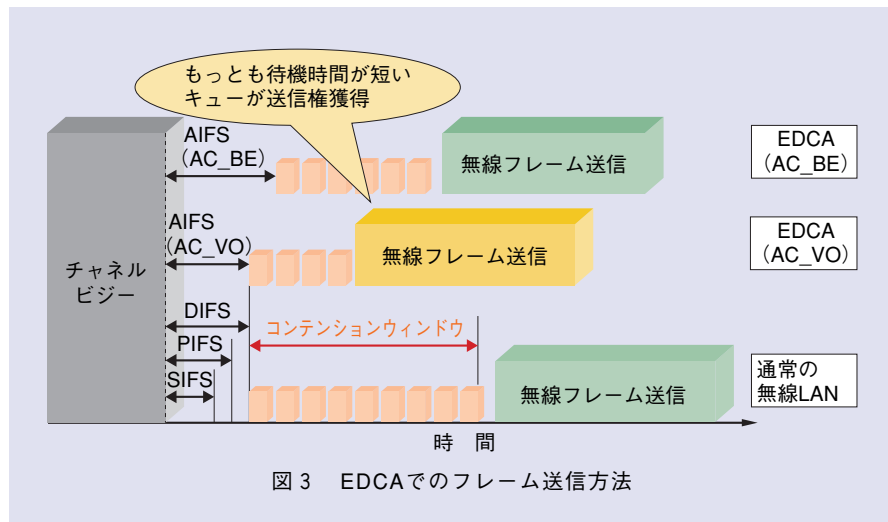 もっとも待機時間が短い
キューが送信権獲得
AIFS
（AC_BE）
無線フレーム送信
EDCA
（AC_BE）
AIFS
（AC_VO）
無線フレーム送信
EDCA
（AC_VO）
チャネル
ビジー
DIFS
コンテンションウィンドウ
PIFS
SIFS
無線フレーム送信
通常の
無線LAN
時　間
図3　EDCAでのフレーム送信方法